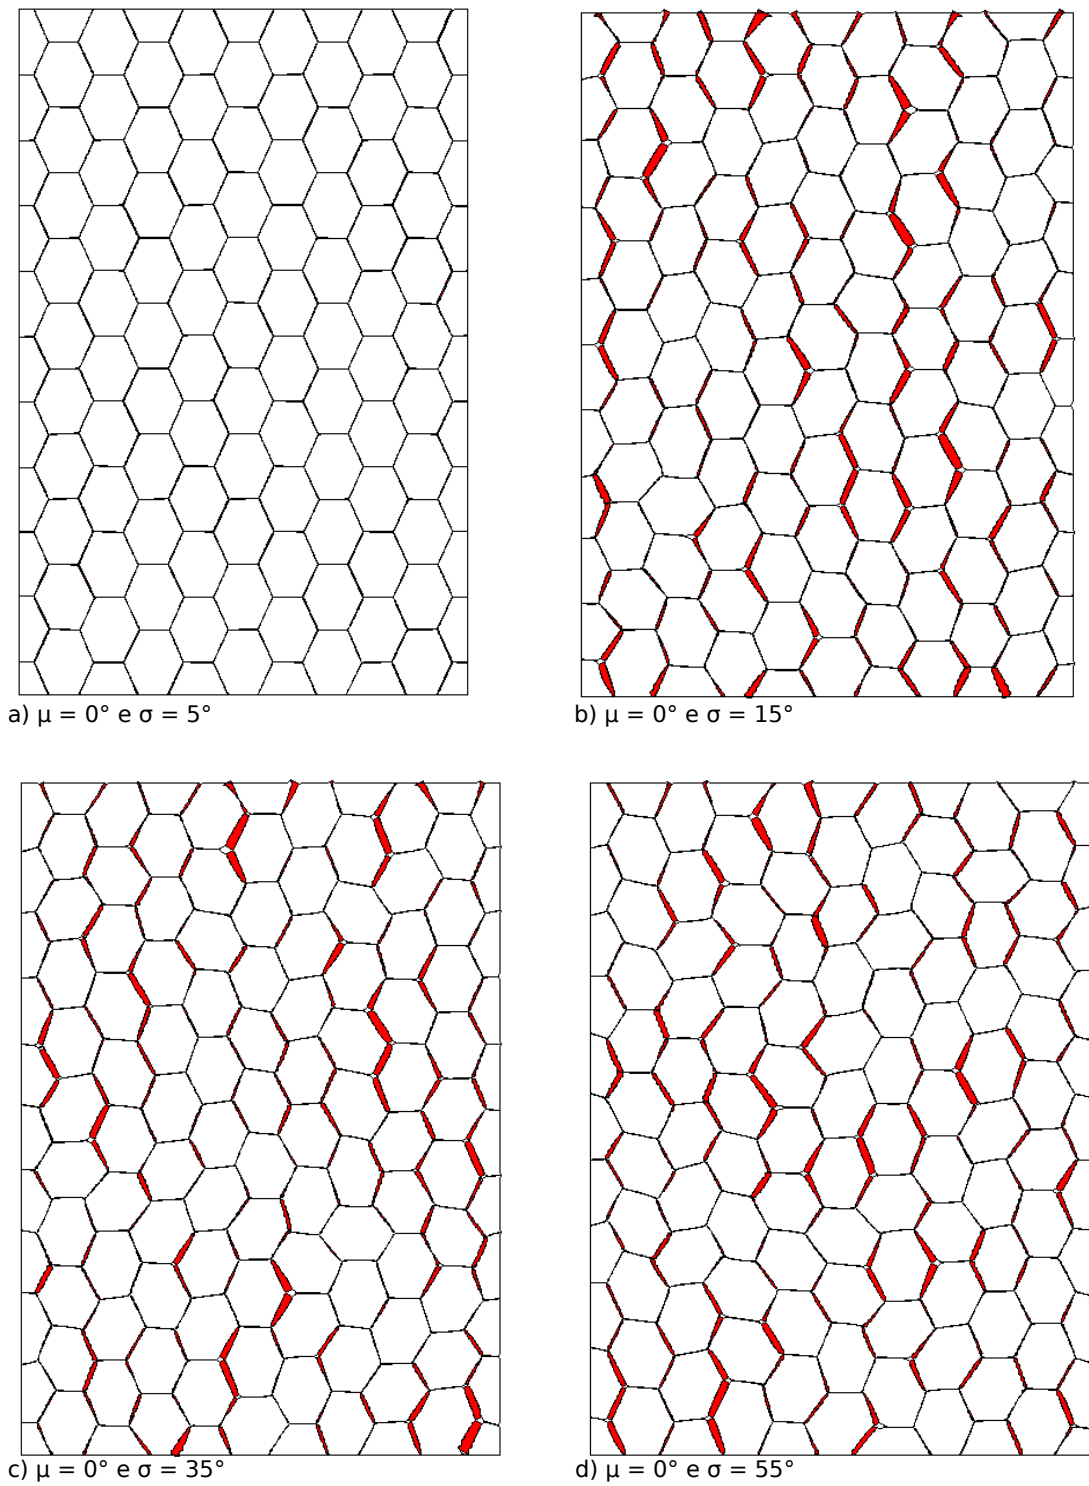 a) μ = 0° e σ = 5°
b) μ = 0° e σ = 15°
c) μ = 0° e σ = 35°
d) μ = 0° e σ = 55°